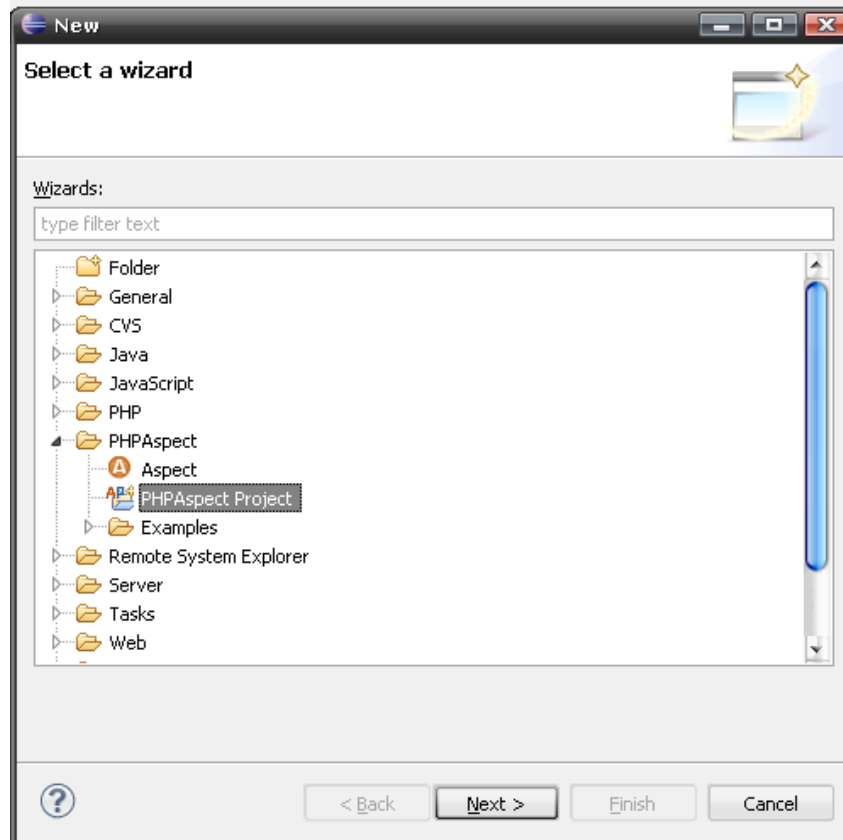 New
Select a wizard
Wizards:
type filter text
Folder
General
CVS
Java
JavaScript
PHP
PHPAspect
Aspect
PHPAspect Project
Examples
Remote System Explorer
Server
Tasks
Web
< Back Next > Finish Cancel